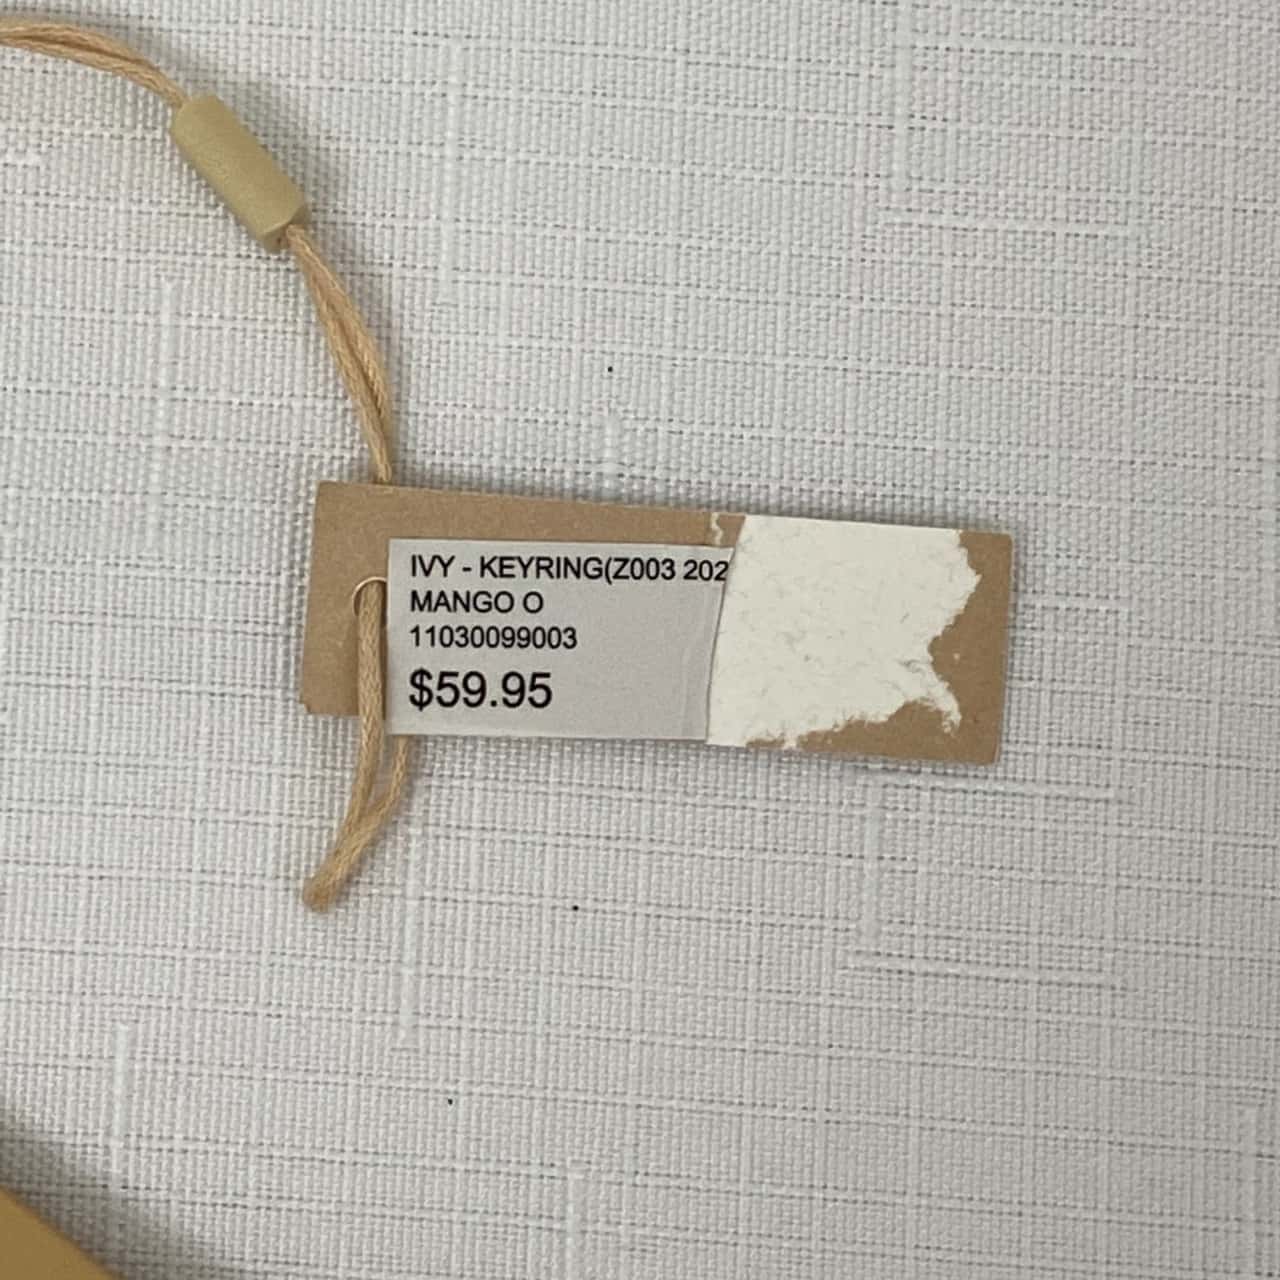 IVY - KEYRING(Z003 202
MANGO O
11030099003
$59.95